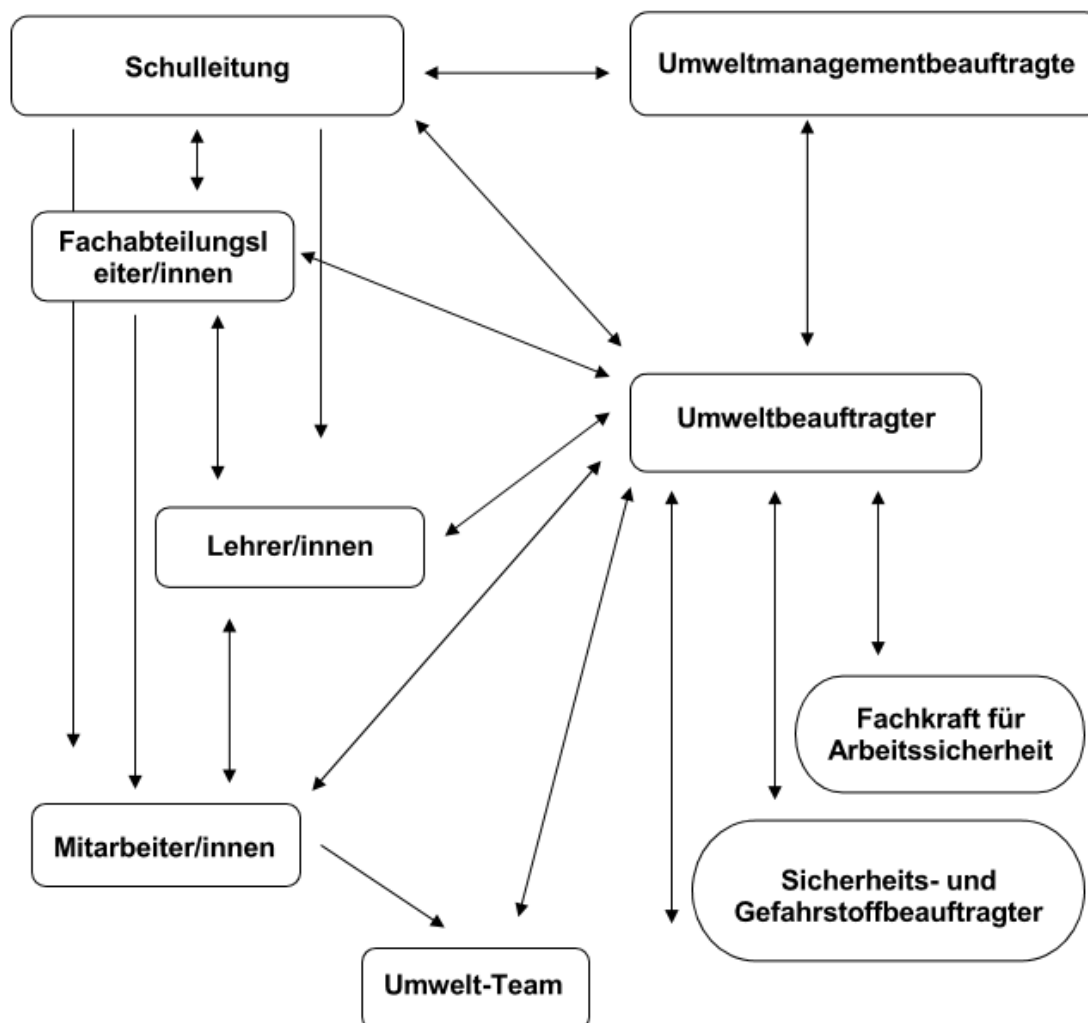 Schulleitung
Umweltmanagementbeauftragte
Fachabteilungsl
eiter/innen
Umweltbeauftragter
Lehrer/innen
Fachkraft für
Arbeitssicherheit
Mitarbeiter/innen
Sicherheits- und
Gefahrstoffbeauftragter
Umwelt-Team